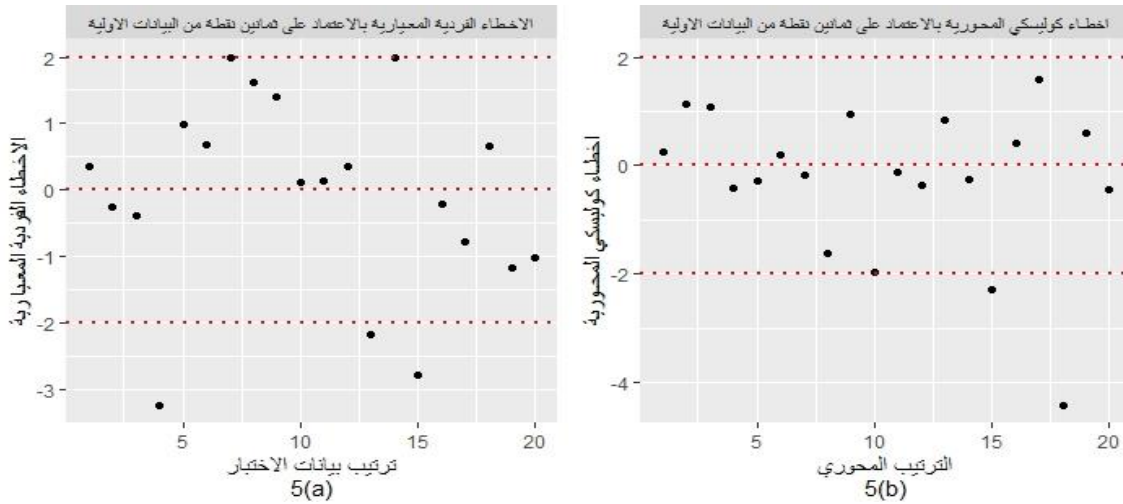 الاخطاء الفردية المعيارية بالاعتماد على ثمانين نقطة من البيانات الاولية
الاخطاء الفردية المعيارية
2
1
0
-1
-2
-3
5
10
15
20
ترتيب بيانات الاختبار
5(a)
اخطاء كوليسكي المحورية بالاعتماد على ثمانين نقطة من البيانات الاولية
اخطاء كوليسكي المحورية
2
0
-2
-4
5
10
15
20
الترتيب المحوري
5(b)